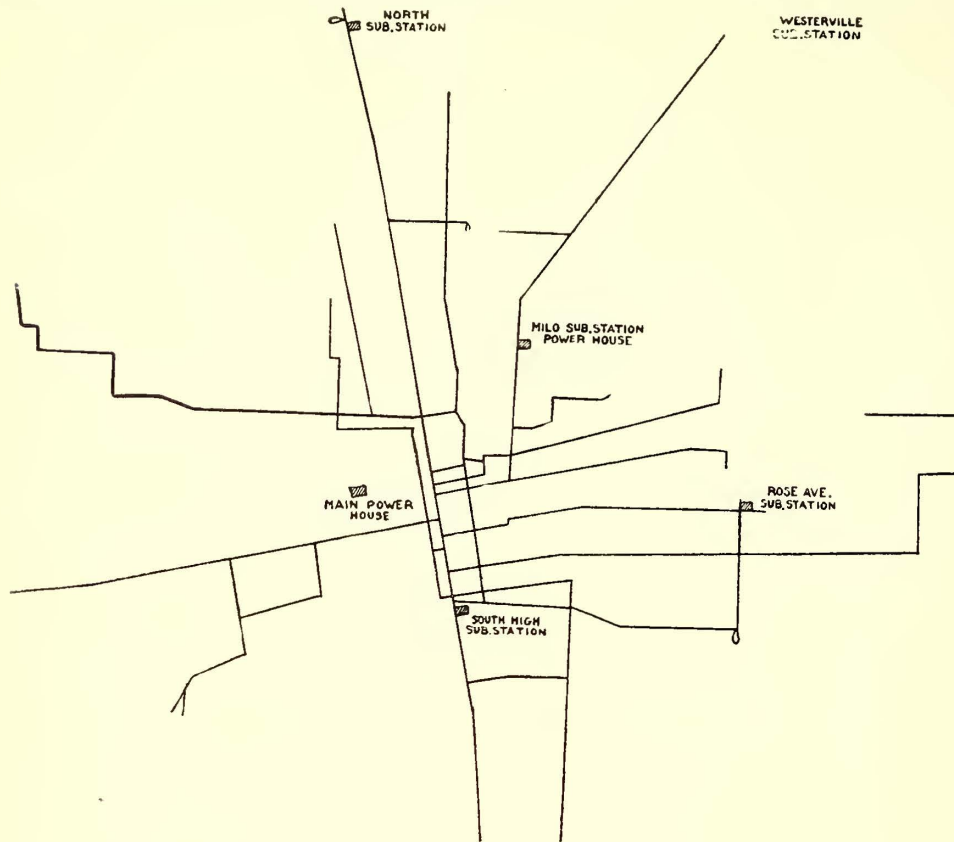 NORTH
SUB.STATION
WESTERVILLE
SUB.STATION
MILO SUB.STATION
POWER HOUSE
MAIN POWER
HOUSE
ROSE AVE.
SUB.STATION
SOUTH HIGH
SUB.STATION